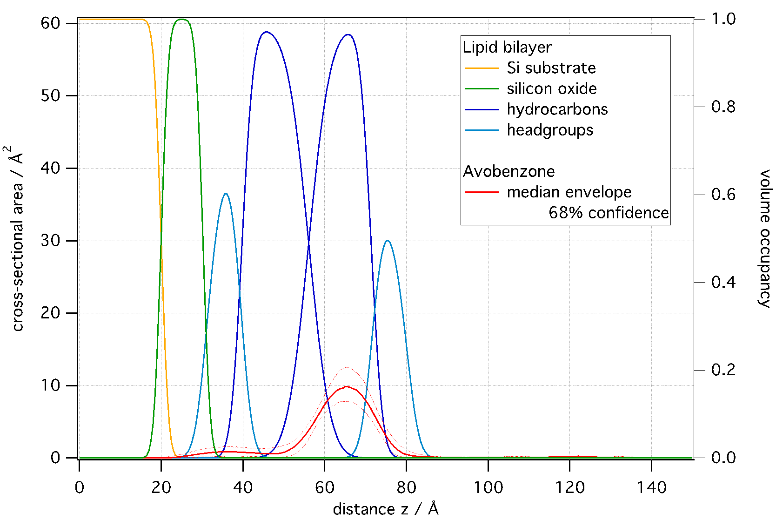 60
50
40
30
20
10
0
cross-sectional area / Å²
1.0
0.8
0.6
0.4
0.2
0.0
volume occupancy
Lipid bilayer
Si substrate
silicon oxide
hydrocarbons
headgroups
Avobenzone
median envelope
68% confidence
0 20 40 60 80 100 120 140
distance z / Å